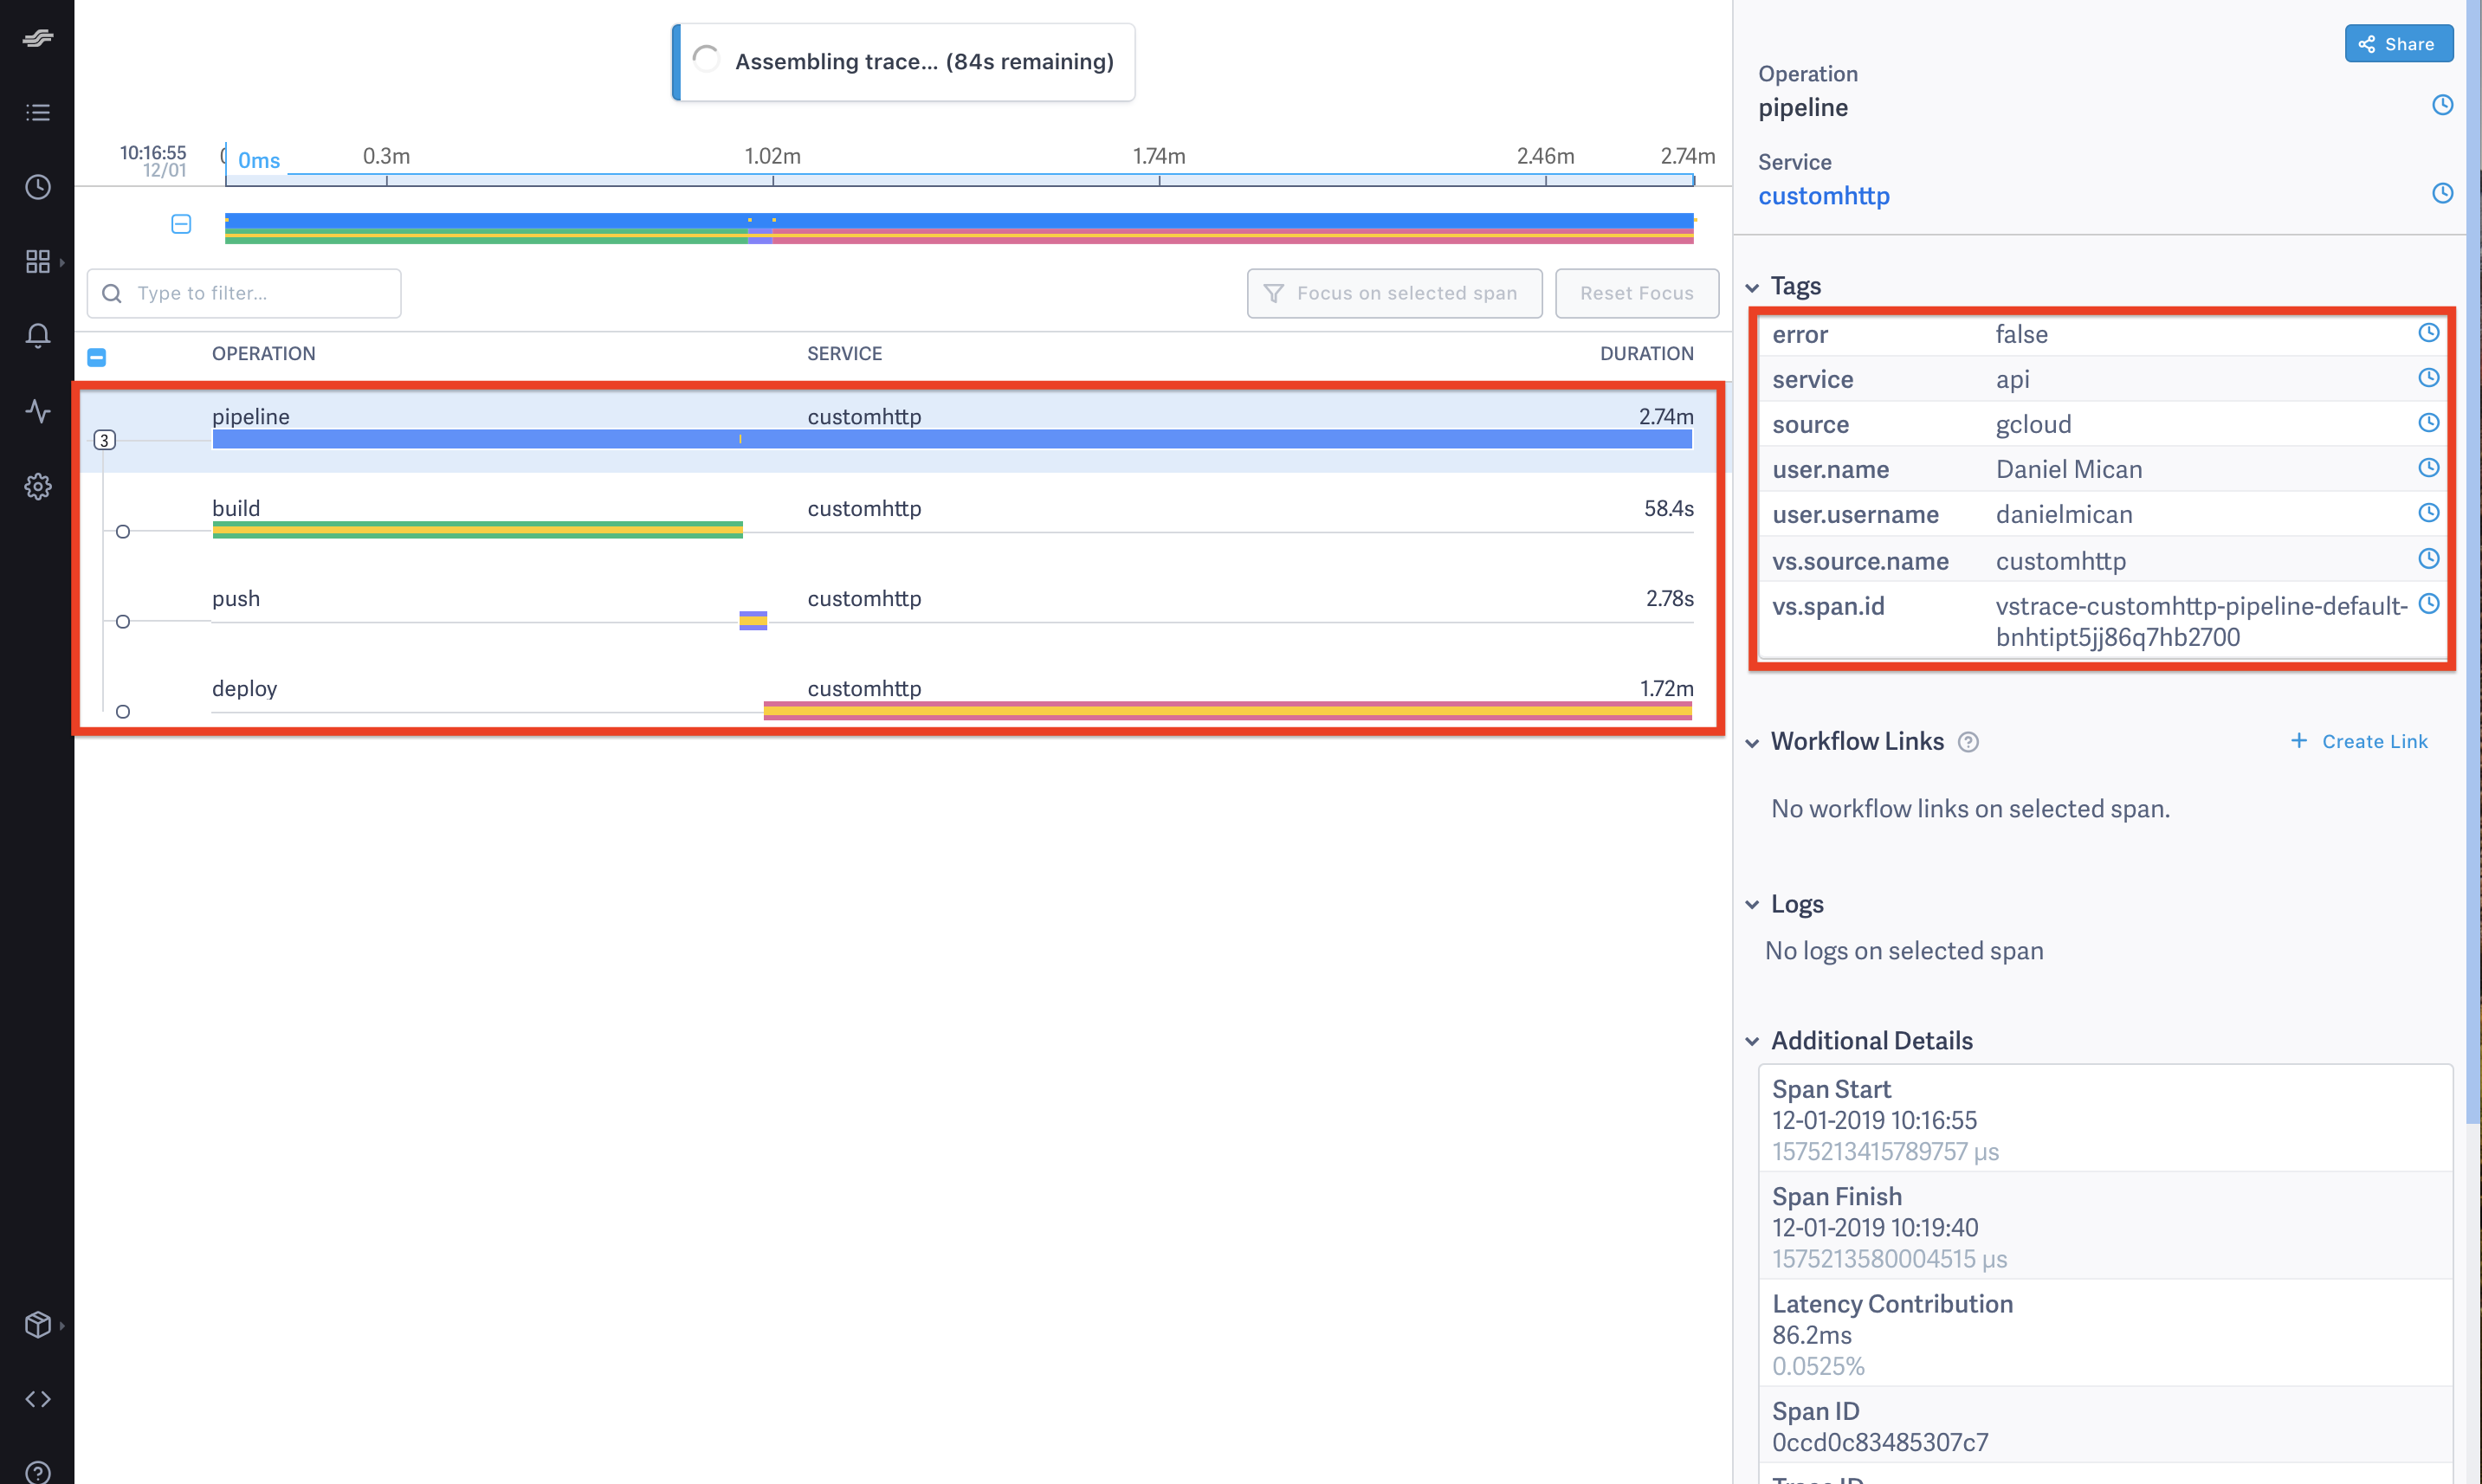 Assembling trace... (84s remaining)
10:16:55
12/01
0ms
0.3m
1.02m
1.74m
2.46m
2.74m
Type to filter...
Focus on selected span
Reset Focus
OPERATION SERVICE DURATION
3
pipeline customhttp 2.74m
build customhttp 58.4s
push customhttp 2.78s
deploy customhttp 1.72m
Share
Operation
pipeline
Service
customhttp
Tags
error false
service api
source gcloud
user.name Daniel Mican
user.username danielmican
vs.source.name customhttp
vs.span.id vstrace-customhttp-pipeline-default-
bnhtipt5jj86q7hb2700
Workflow Links ? + Create Link
No workflow links on selected span.
Logs
No logs on selected span
Additional Details
Span Start
12-01-2019 10:16:55
1575213415789757 µs
Span Finish
12-01-2019 10:19:40
1575213580004515 µs
Latency Contribution
86.2ms
0.0525%
Span ID
0ccd0c83485307c7
Trace ID